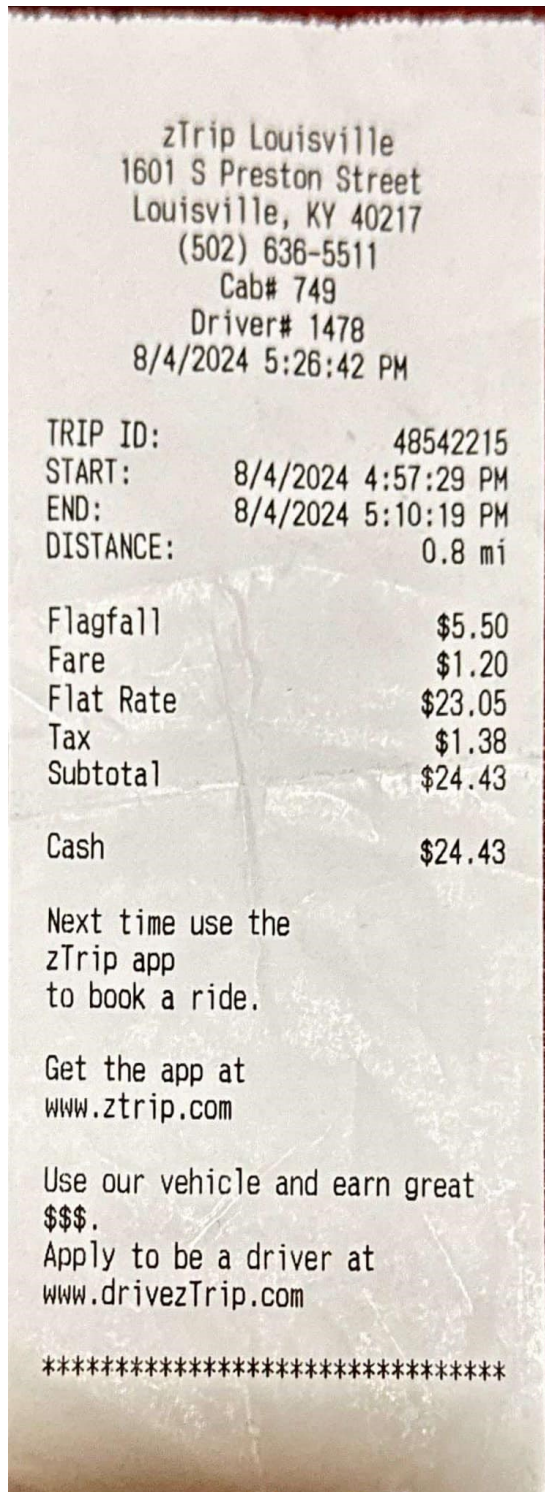 zTrip Louisville
1601 S Preston Street
Louisville, KY 40217
(502) 636-5511
Cab# 749
Driver# 1478
8/4/2024 5:26:42 PM
TRIP ID: 48542215
START: 8/4/2024 4:57:29 PM
END: 8/4/2024 5:10:19 PM
DISTANCE: 0.8 mi
Flagfall $5.50
Fare $1.20
Flat Rate $23.05
Tax $1.38
Subtotal $24.43
Cash $24.43
Next time use the
zTrip app
to book a ride.
Get the app at
www.ztrip.com
Use our vehicle and earn great
$$$.
Apply to be a driver at
www.drivezTrip.com
********************************